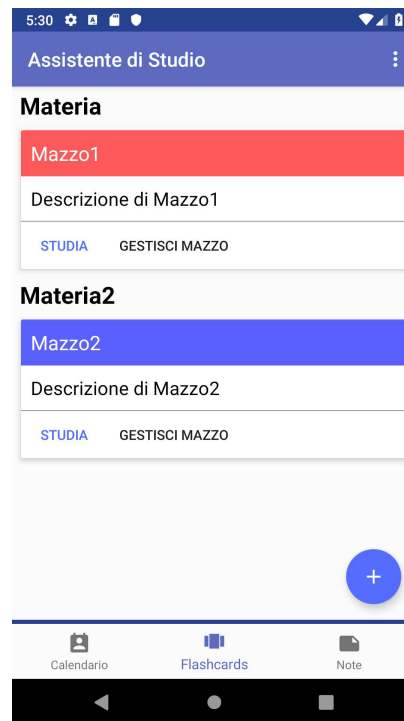 5:30
Assistente di Studio
Materia
Mazzo1
Descrizione di Mazzo1
STUDIA GESTISCI MAZZO
Materia2
Mazzo2
Descrizione di Mazzo2
STUDIA GESTISCI MAZZO
+
Calendario Flashcards Note